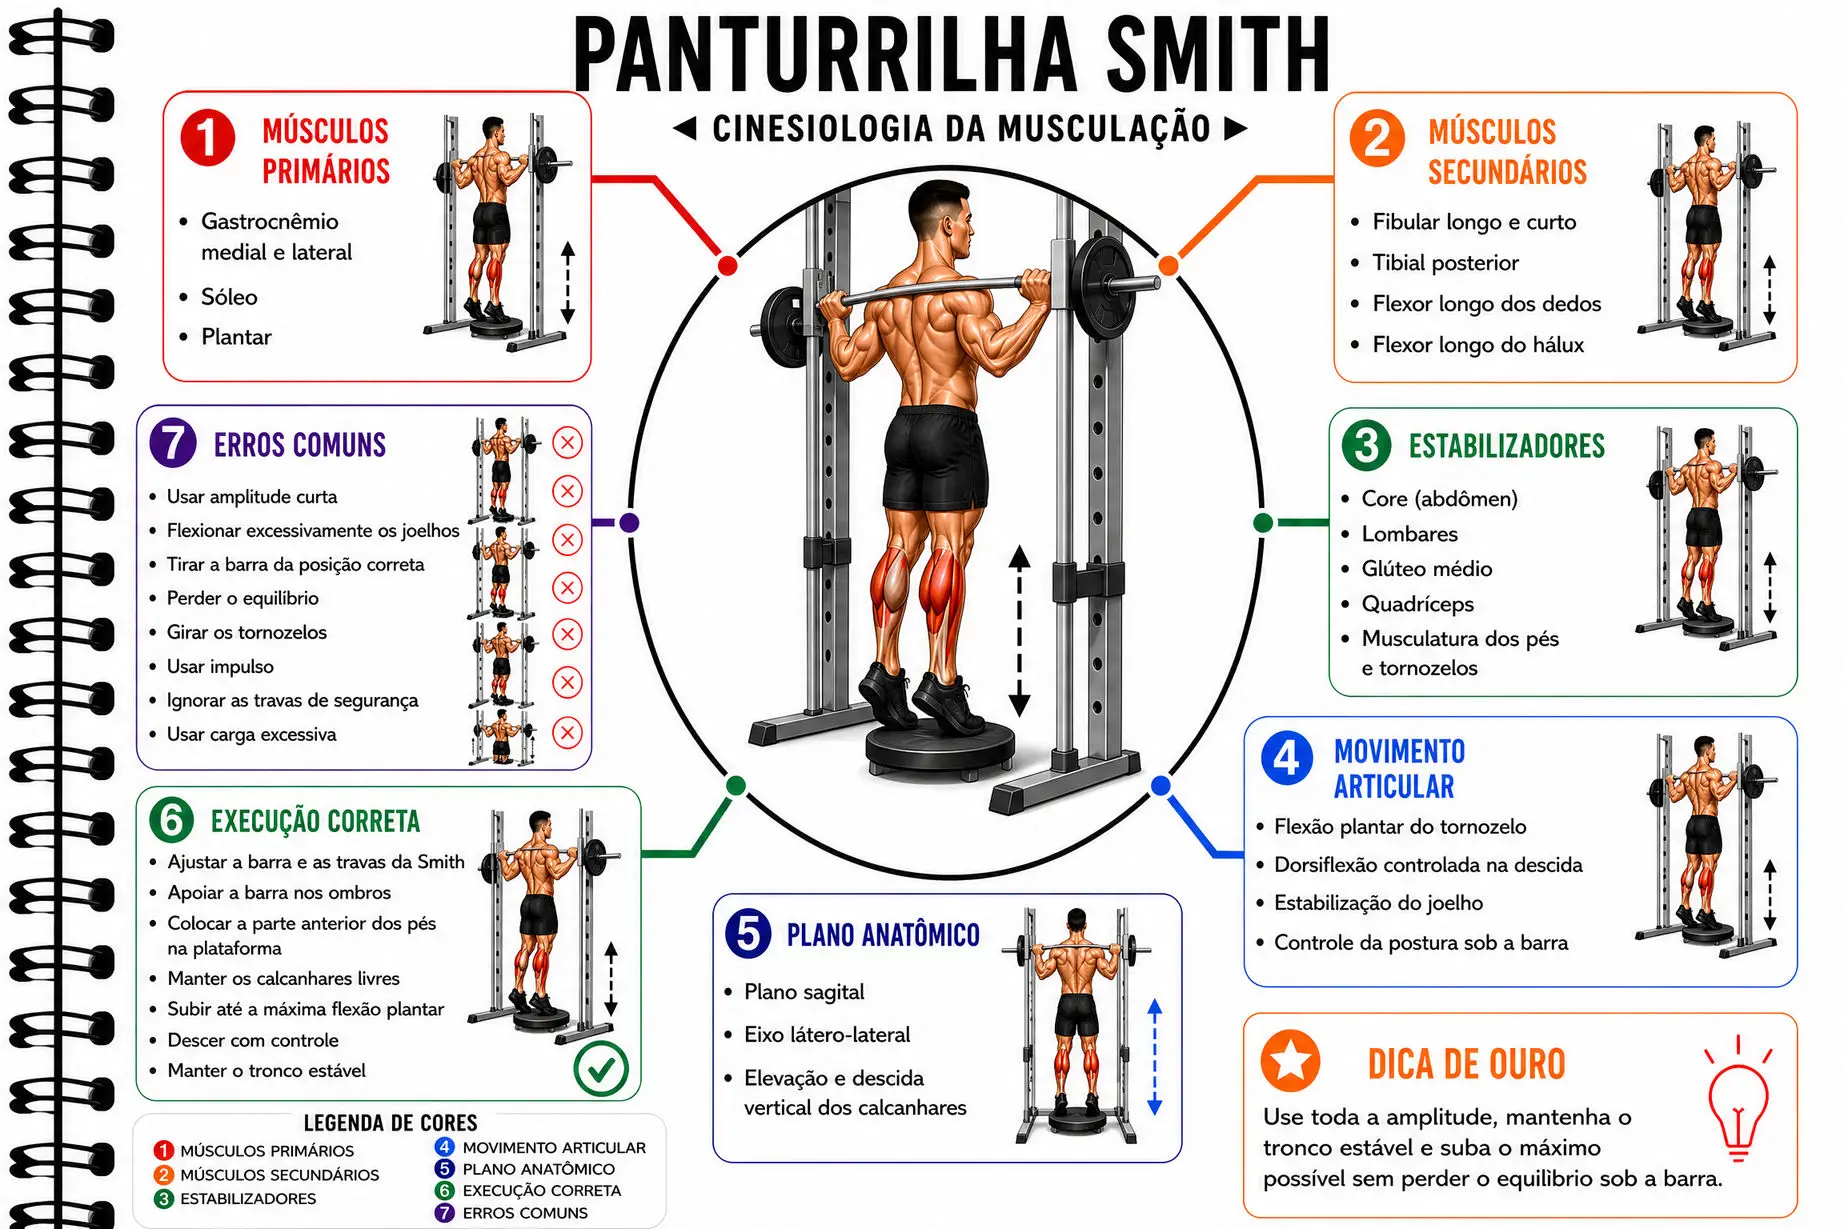 PANTURRILHA SMITH
◄ CINESIOLOGIA DA MUSCULAÇÃO ►
1 MÚSCULOS
PRIMÁRIOS
• Gastrocnêmio
medial e lateral
• Sóleo
• Plantar
2 MÚSCULOS
SECUNDÁRIOS
• Fibular longo e curto
• Tibial posterior
• Flexor longo dos dedos
• Flexor longo do hálux
3 ESTABILIZADORES
• Core (abdômen)
• Lombares
• Glúteo médio
• Quadríceps
• Musculatura dos pés
e tornozelos
4 MOVIMENTO
ARTICULAR
• Flexão plantar do tornozelo
• Dorsiflexão controlada na descida
• Estabilização do joelho
• Controle da postura sob a barra
5 PLANO ANATÔMICO
• Plano sagital
• Eixo látero-lateral
• Elevação e descida
vertical dos calcanhares
6 EXECUÇÃO CORRETA
• Ajustar a barra e as travas da Smith
• Apoiar a barra nos ombros
• Colocar a parte anterior dos pés
na plataforma
• Manter os calcanhares livres
• Subir até a máxima flexão plantar
• Descer com controle
• Manter o tronco estável
7 ERROS COMUNS
• Usar amplitude curta
• Flexionar excessivamente os joelhos
• Tirar a barra da posição correta
• Perder o equilíbrio
• Girar os tornozelos
• Usar impulso
• Ignorar as travas de segurança
• Usar carga excessiva
DICA DE OURO
Use toda a amplitude, mantenha o
tronco estável e suba o máximo
possível sem perder o equilìbrio sob a barra.
LEGENDA DE CORES
1 MÚSCULOS PRIMÁRIOS
2 MÚSCULOS SECUNDÁRIOS
3 ESTABILIZADORES
4 MOVIMENTO ARTICULAR
5 PLANO ANATÔMICO
6 EXECUÇÃO CORRETA
7 ERROS COMUNS